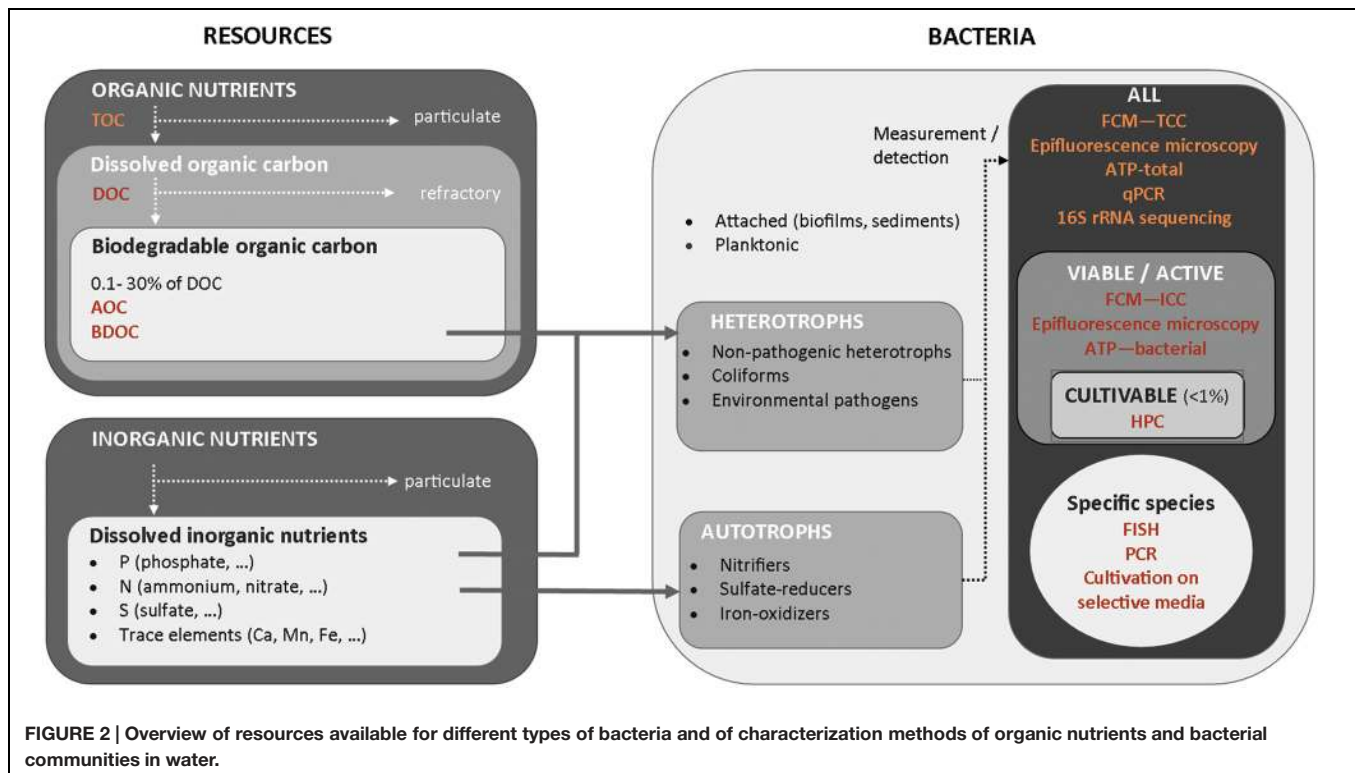 RESOURCES
ORGANIC NUTRIENTS
TOC
particulate
Dissolved organic carbon
DOC
refractory
Biodegradable organic carbon
0.1- 30% of DOC
AOC
BDOC
INORGANIC NUTRIENTS
particulate
Dissolved inorganic nutrients
• P (phosphate, ...)
• N (ammonium, nitrate, ...)
• S (sulfate, ...)
• Trace elements (Ca, Mn, Fe, ...)
BACTERIA
Measurement /
detection
• Attached (biofilms, sediments)
• Planktonic
HETEROTROPHS
• Non-pathogenic heterotrophs
• Coliforms
• Environmental pathogens
AUTOTROPHS
• Nitrifiers
• Sulfate-reducers
• Iron-oxidizers
ALL
FCM—TCC
Epifluorescence microscopy
ATP-total
qPCR
16S rRNA sequencing
VIABLE / ACTIVE
FCM—ICC
Epifluorescence microscopy
ATP—bacterial
CULTIVABLE (<1%)
HPC
Specific species
FISH
PCR
Cultivation on
selective media
FIGURE 2 | Overview of resources available for different types of bacteria and of characterization methods of organic nutrients and bacterial
communities in water.